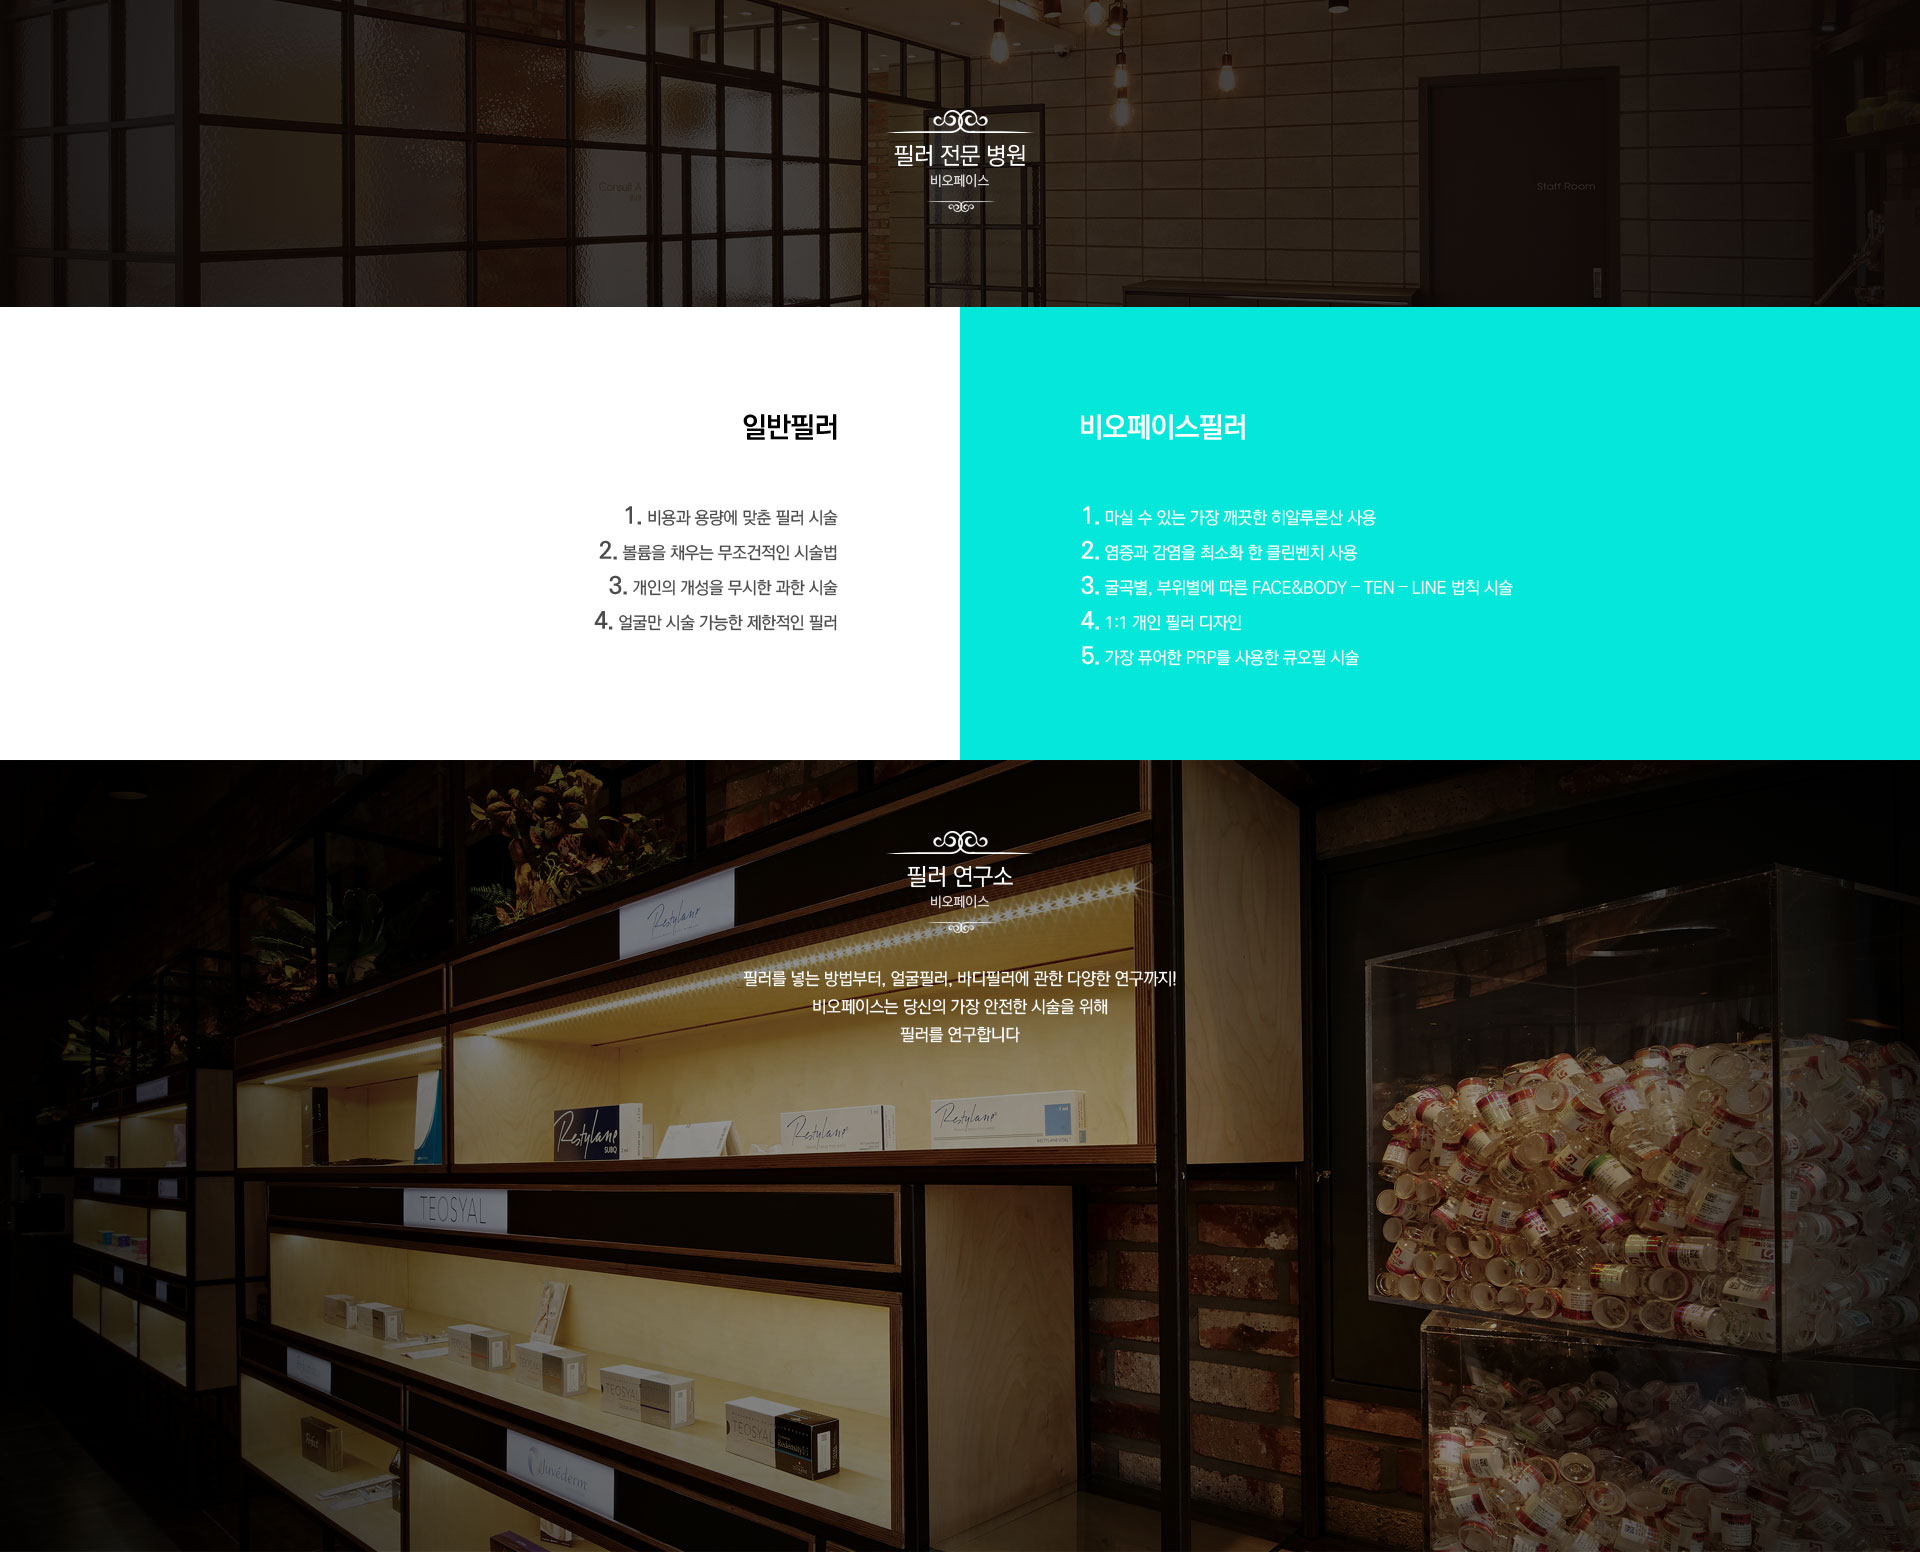 필러 전문 병원
비오페이스
Consult A
Staff Room
일반필러
1. 비용과 용량에 맞춘 필러 시술
2. 볼륨을 채우는 무조건적인 시술법
3. 개인의 개성을 무시한 과한 시술
4. 얼굴만 시술 가능한 제한적인 필러
비오페이스필러
1. 마실 수 있는 가장 깨끗한 히알루론산 사용
2. 염증과 감염을 최소화 한 클린벤치 사용
3. 굴곡별, 부위별에 따른 FACE&BODY – TEN – LINE 법칙 시술
4. 1:1 개인 필러 디자인
5. 가장 퓨어한 PRP를 사용한 큐오필 시술
필러 연구소
비오페이스
필러를 넣는 방법부터, 얼굴필러, 바디필러에 관한 다양한 연구까지!
비오페이스는 당신의 가장 안전한 시술을 위해
필러를 연구합니다
Restylane
Restylane
SUBQ
Restylane
Restylane
RESTYLANE VITAL
TEOSYAL
TEOSYAL
TEOSYAL
Redensity
Juvéderm